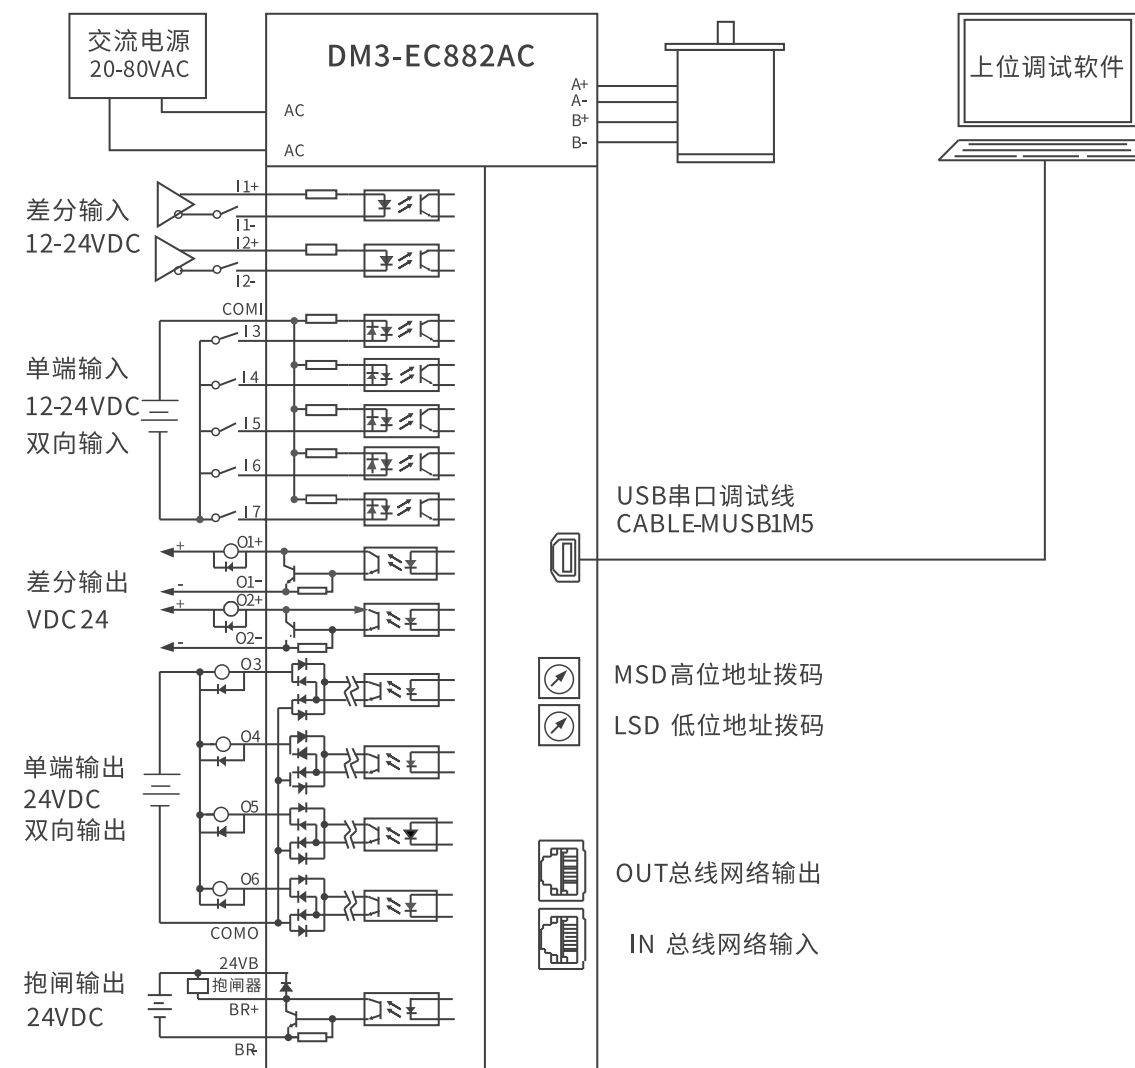 交流电源
20-80VAC
DM3-EC882AC
上位调试软件
A+
A-
B+
B-
AC
AC
差分输入
12-24VDC
I1+
I1-
I2+
I2-
COMI
I3
I4
I5
I6
I7
单端输入
12-24VDC
双向输入
USB串口调试线
CABLE-MUSB1M5
差分输出
VDC24
+
O1+
-
O1-
+
O2+
-
O2-
MSD高位地址拨码
LSD 低位地址拨码
O3
O4
O5
O6
COMO
单端输出
24VDC
双向输出
OUT总线网络输出
IN 总线网络输入
抱闸输出
24VDC
24VB
抱闸器
BR+
BR-